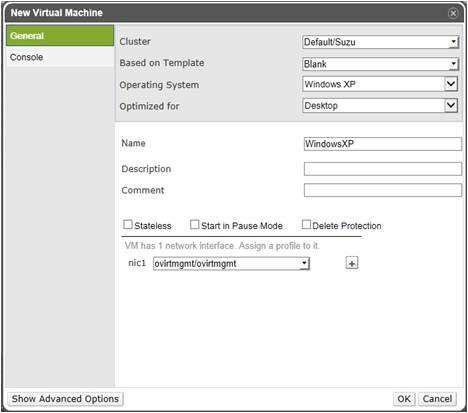 New Virtual Machine
General
Console
Cluster Default/Suzu
Based on Template Blank
Operating System Windows XP
Optimized for Desktop
Name WindowsXP
Description
Comment
Stateless Start in Pause Mode Delete Protection
VM has 1 network interface. Assign a profile to it.
nic1 ovirtmgmt/ovirtmgmt +
Show Advanced Options OK Cancel